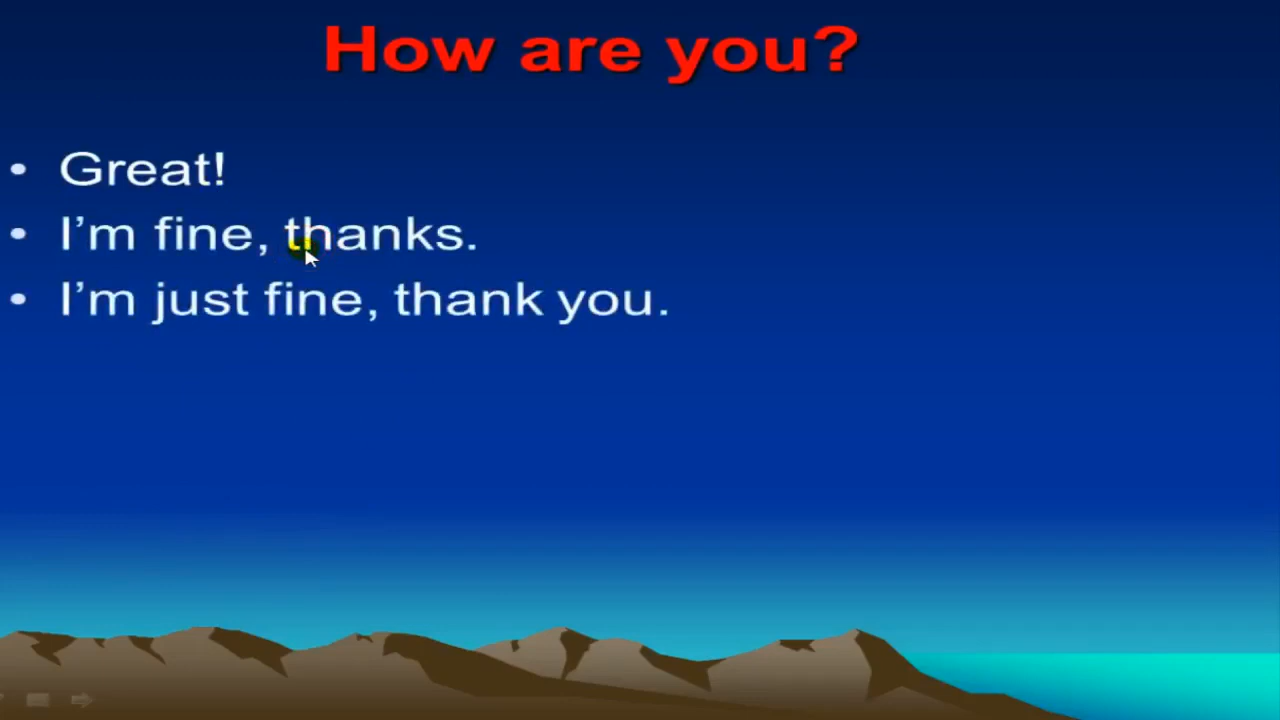 How are you?
• Great!
• I’m fine, thanks.
• I’m just fine, thank you.